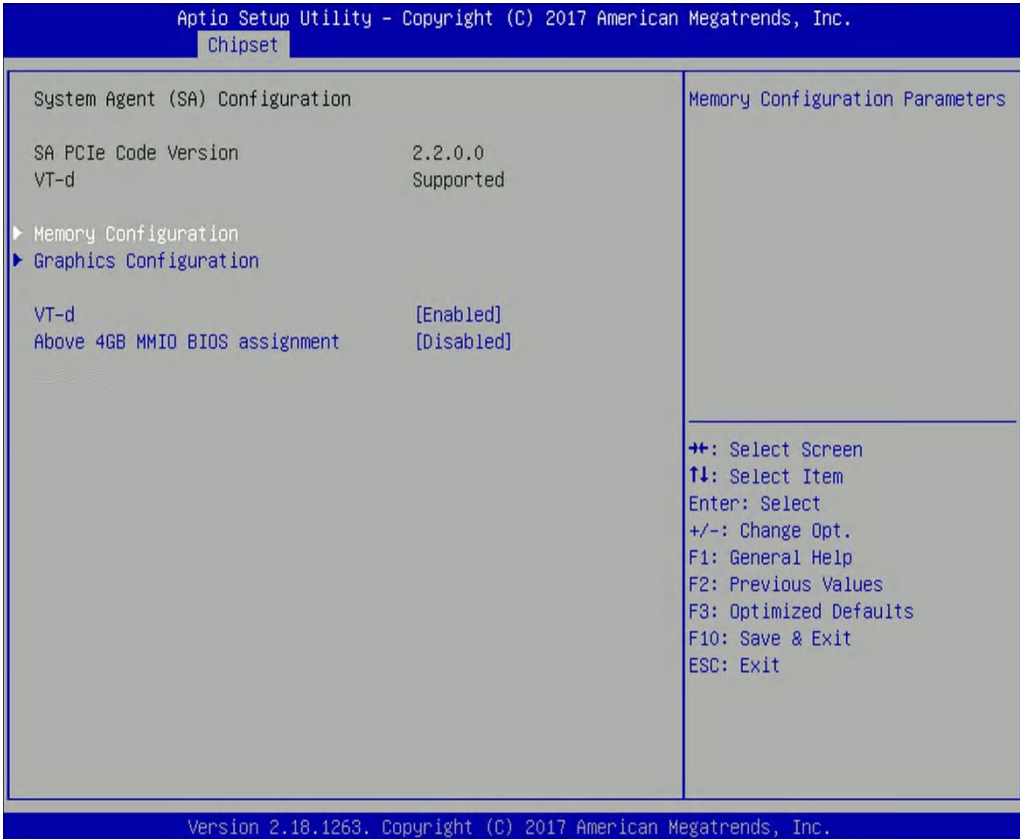 Aptio Setup Utility - Copyright (C) 2017 American Megatrends, Inc.
Chipset
System Agent (SA) Configuration
SA PCIe Code Version 2.2.0.0
VT-d Supported
▶ Memory Configuration
▶ Graphics Configuration
VT-d [Enabled]
Above 4GB MMIO BIOS assignment [Disabled]
Memory Configuration Parameters
→←: Select Screen
↑↓: Select Item
Enter: Select
+/-: Change Opt.
F1: General Help
F2: Previous Values
F3: Optimized Defaults
F10: Save & Exit
ESC: Exit
Version 2.18.1263. Copyright (C) 2017 American Megatrends, Inc.